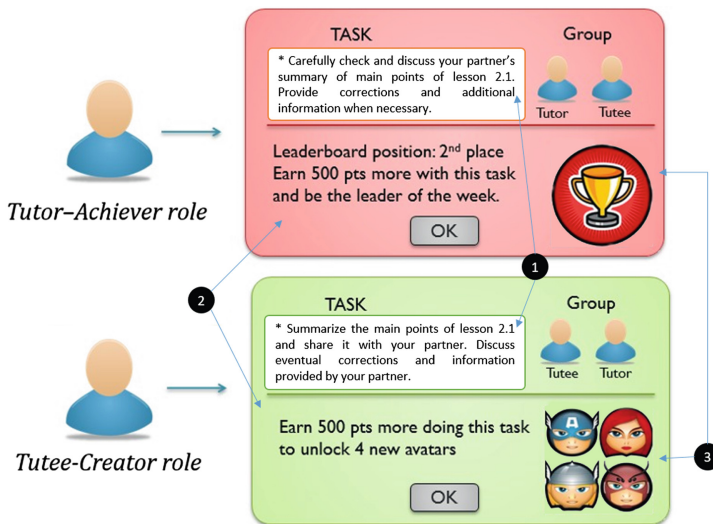 TASK
Group
* Carefully check and discuss your partner's
summary of main points of lesson 2.1.
Provide corrections and additional
information when necessary.
Tutor Tutee
Leaderboard position: 2nd place
Earn 500 pts more with this task
and be the leader of the week.
OK
Tutor–Achiever role
1
2
TASK
Group
* Summarize the main points of lesson 2.1
and share it with your partner. Discuss
eventual corrections and information
provided by your partner.
Tutee Tutor
Earn 500 pts more doing this task
to unlock 4 new avatars
A
OK
Tutee-Creator role
3